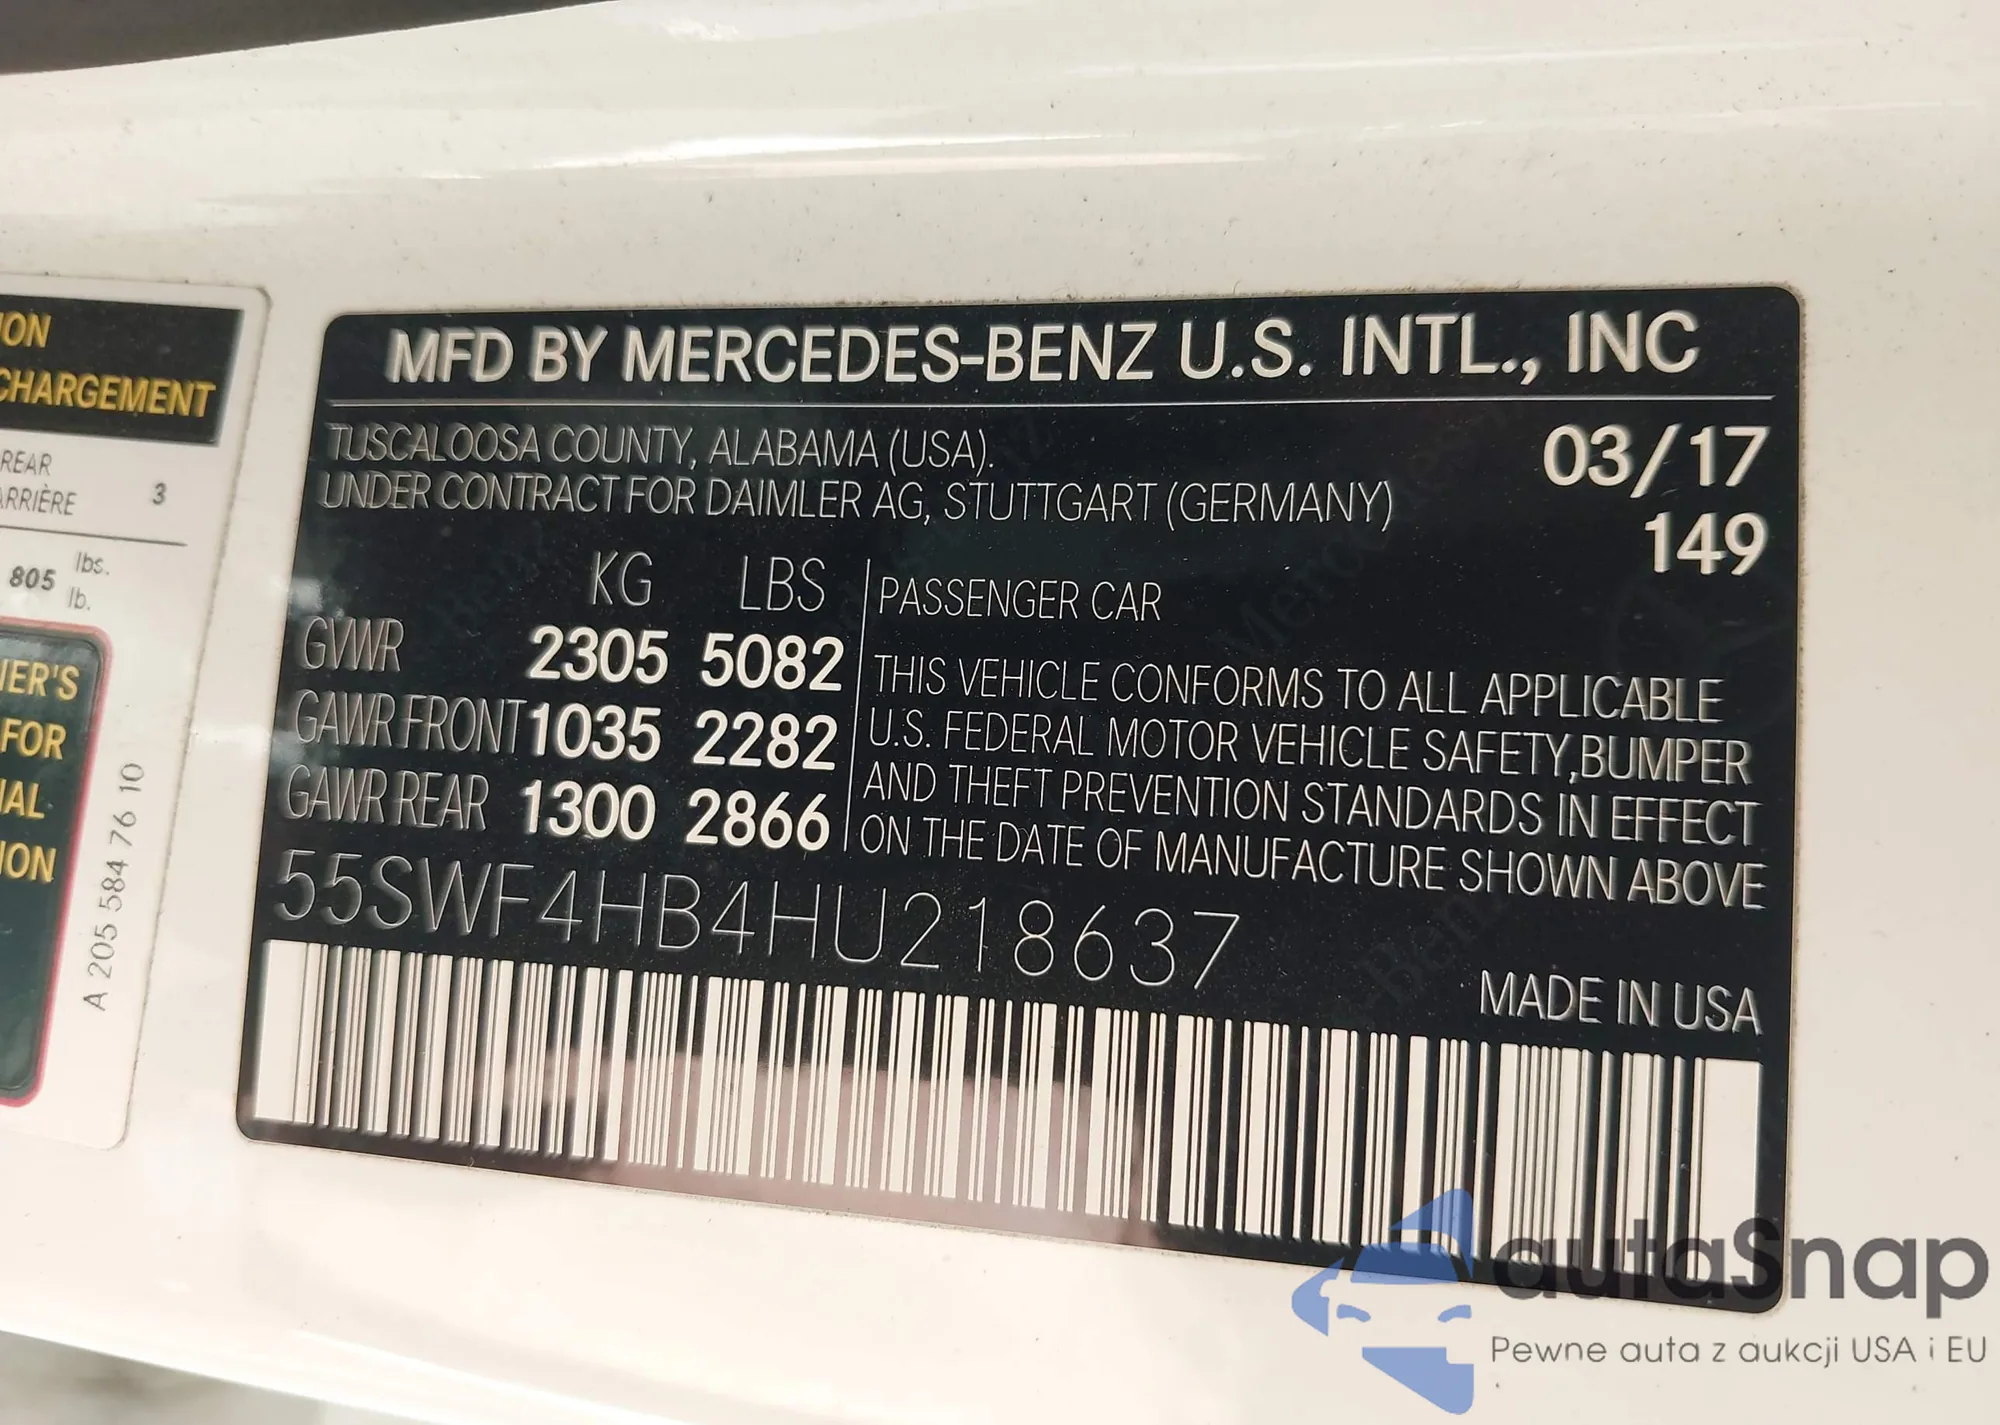 ION
CHARGEMENT
REAR
ARRIÈRE 3
805 lbs.
lb.
NER'S
FOR
IAL
ION
A 205 584 76 10
MFD BY MERCEDES-BENZ U.S. INTL., INC
TUSCALOOSA COUNTY, ALABAMA (USA).
UNDER CONTRACT FOR DAIMLER AG, STUTTGART (GERMANY)
03/17
149
KG LBS
GVWR 2305 5082
GAWR FRONT 1035 2282
GAWR REAR 1300 2866
PASSENGER CAR
THIS VEHICLE CONFORMS TO ALL APPLICABLE
U.S. FEDERAL MOTOR VEHICLE SAFETY,BUMPER
AND THEFT PREVENTION STANDARDS IN EFFECT
ON THE DATE OF MANUFACTURE SHOWN ABOVE
55SWF4HB4HU218637
MADE IN USA
autaSnap
Pewne auta z aukcji USA i EU